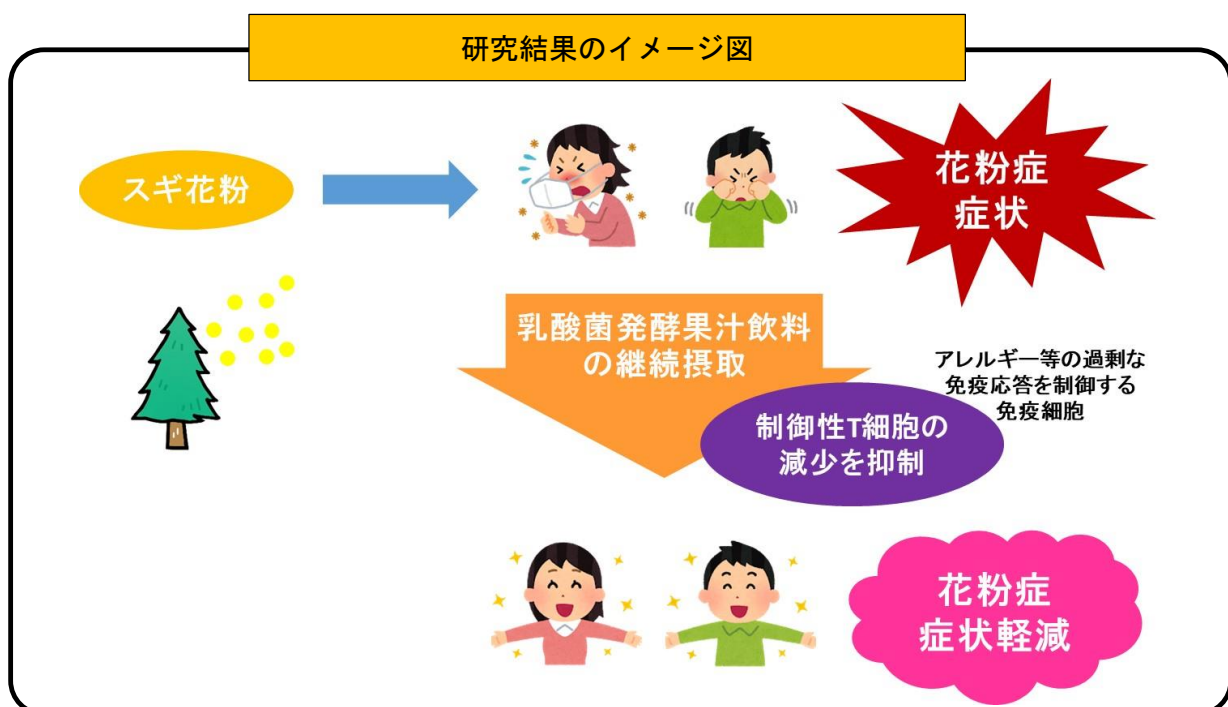 研究結果のイメージ図
スギ花粉
花粉症
症状
乳酸菌発酵果汁飲料
の継続摂取
アレルギー等の過剰な
免疫応答を制御する
免疫細胞
制御性T細胞の
減少を抑制
花粉症
症状軽減